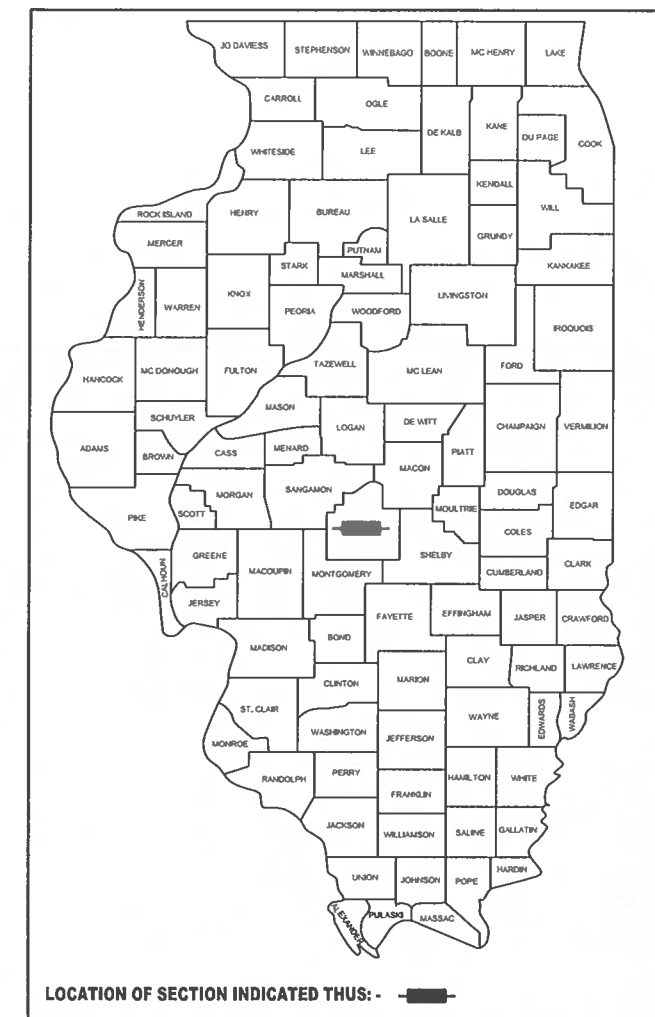 JO DAVIESS STEPHENSON WINNEBAGO BOONE MC HENRY LAKE
CARROLL OGLE DE KALB KANE DU PAGE COOK
WHITESIDE LEE
KENDALL WILL
ROCK ISLAND HENRY BUREAU LA SALLE
MERCER PUTNAM GRUNDY
STARK MARSHALL KANKAKEE
HENDERSON WARREN KNOX PEORIA WOODFORD LIVINGSTON IROQUOIS
HANCOCK MC DONOUGH FULTON TAZEWELL MC LEAN FORD
SCHUYLER MASON LOGAN DE WITT CHAMPAIGN VERMILION
ADAMS BROWN CASS MENARD MACON PIATT
PIKE SCOTT MORGAN SANGAMON MOULTRIE DOUGLAS EDGAR
COLES
CALHOUN GREENE MACOUPIN MONTGOMERY SHELBY CUMBERLAND CLARK
JERSEY FAYETTE EFFINGHAM JASPER CRAWFORD
MADISON BOND
CLAY RICHLAND LAWRENCE
CLINTON MARION
ST. CLAIR WAYNE EDWARDS WABASH
WASHINGTON JEFFERSON
MONROE
RANDOLPH PERRY HAMILTON WHITE
FRANKLIN
JACKSON WILLIAMSON SALINE GALLATIN
UNION JOHNSON POPE HARDIN
ALEXANDER PULASKI MASSAC
LOCATION OF SECTION INDICATED THUS: -